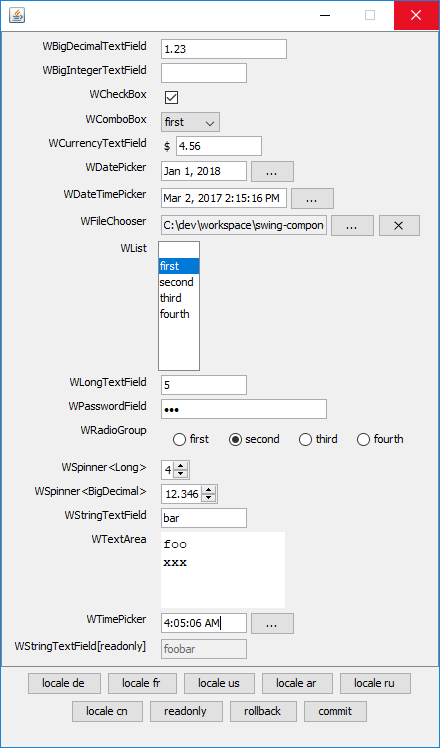 WBigDecimalTextField 1.23
WBigIntegerTextField
WCheckBox
WComboBox first
WCurrencyTextField $ 4.56
WDatePicker Jan 1, 2018 ...
WDateTimePicker Mar 2, 2017 2:15:16 PM ...
WFileChooser C:\dev\workspace\swing-compon ... ×
WList
first
second
third
fourth
WLongTextField 5
WPasswordField •••
WRadioGroup first second third fourth
WSpinner<Long> 4
WSpinner<BigDecimal> 12.346
WStringTextField bar
WTextArea foo
xxx
WTimePicker 4:05:06 AM ...
WStringTextField[readonly] foobar
locale de locale fr locale us locale ar locale ru
locale cn readonly rollback commit